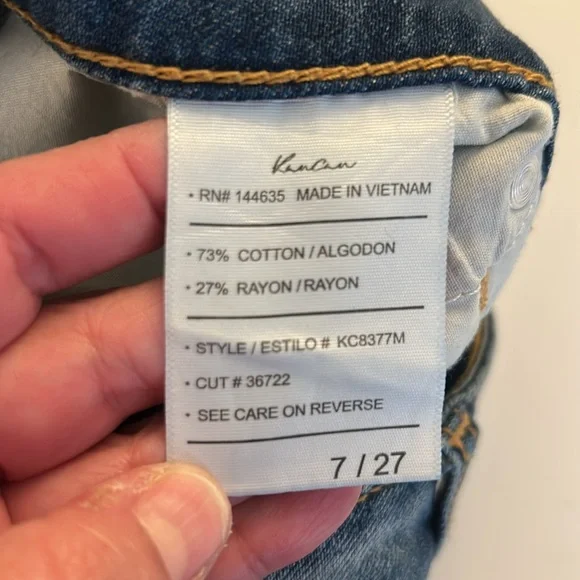 KanCan
• RN# 144635 MADE IN VIETNAM
• 73% COTTON / ALGODON
• 27% RAYON / RAYON
• STYLE / ESTILO # KC8377M
• CUT # 36722
• SEE CARE ON REVERSE
7 / 27